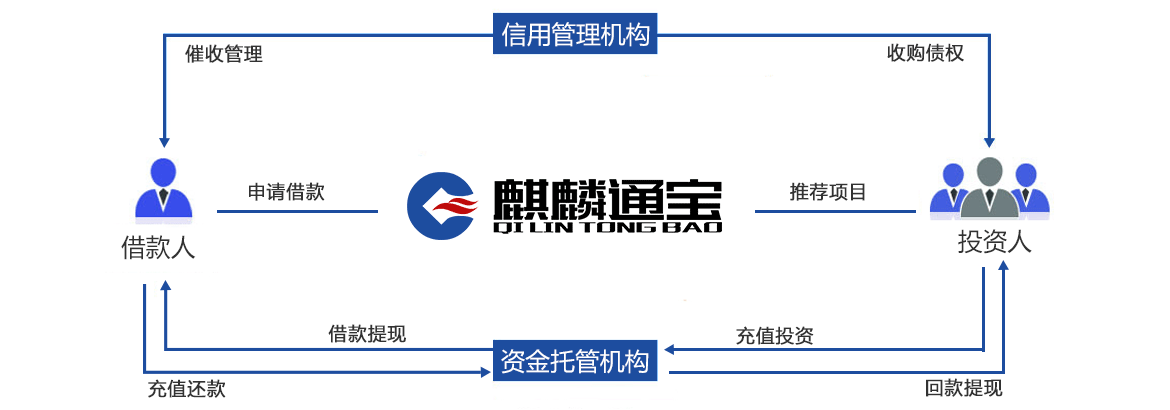 信用管理机构
催收管理
收购债权
申请借款
麒麟通宝
QI LIN TONG BAO
推荐项目
借款人
投资人
借款提现
充值投资
资金托管机构
充值还款
回款提现